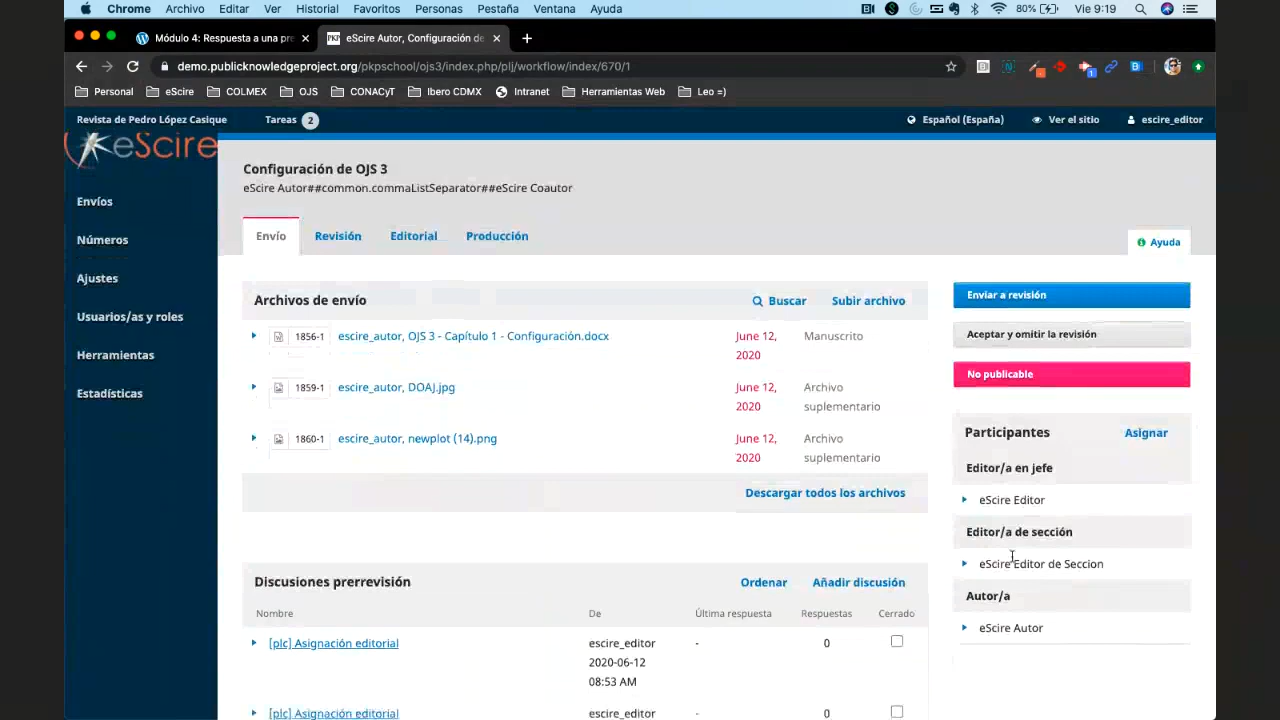 Chrome Archivo Editar Ver Historial Favoritos Personas Pestaña Ventana Ayuda 80% Vie 9:19
Módulo 4: Respuesta a una pre × eScire Autor, Configuración de ×
demo.publicknowledgeproject.org/pkpschool/ojs3/index.php/plj/workflow/index/670/1
Personal eScire COLMEX OJS CONACyT Ibero CDMX Intranet Herramientas Web Leo =)
Revista de Pedro López Casique Tareas 2 Español (España) Ver el sitio escire_editor
eScire
Configuración de OJS 3
eScire Autor##common.commaListSeparator##eScire Coautor
Envíos
Números
Ajustes
Usuarios/as y roles
Herramientas
Estadísticas
Envío Revisión Editorial Producción
Ayuda
Archivos de envío Buscar Subir archivo
1856-1 escire_autor, OJS 3 - Capítulo 1 - Configuración.docx June 12, Manuscrito
2020
1859-1 escire_autor, DOAJ.jpg June 12, Archivo
2020 suplementario
1860-1 escire_autor, newplot (14).png June 12, Archivo
2020 suplementario
Descargar todos los archivos
Enviar a revisión
Aceptar y omitir la revisión
No publicable
Participantes Asignar
Editor/a en jefe
eScire Editor
Editor/a de sección
eScire Editor de Seccion
Autor/a
eScire Autor
Discusiones prerrevisión Ordenar Añadir discusión
Nombre De Última respuesta Respuestas Cerrado
[plc] Asignación editorial escire_editor - 0
2020-06-12
08:53 AM
[plc] Asignación editorial escire_editor - 0